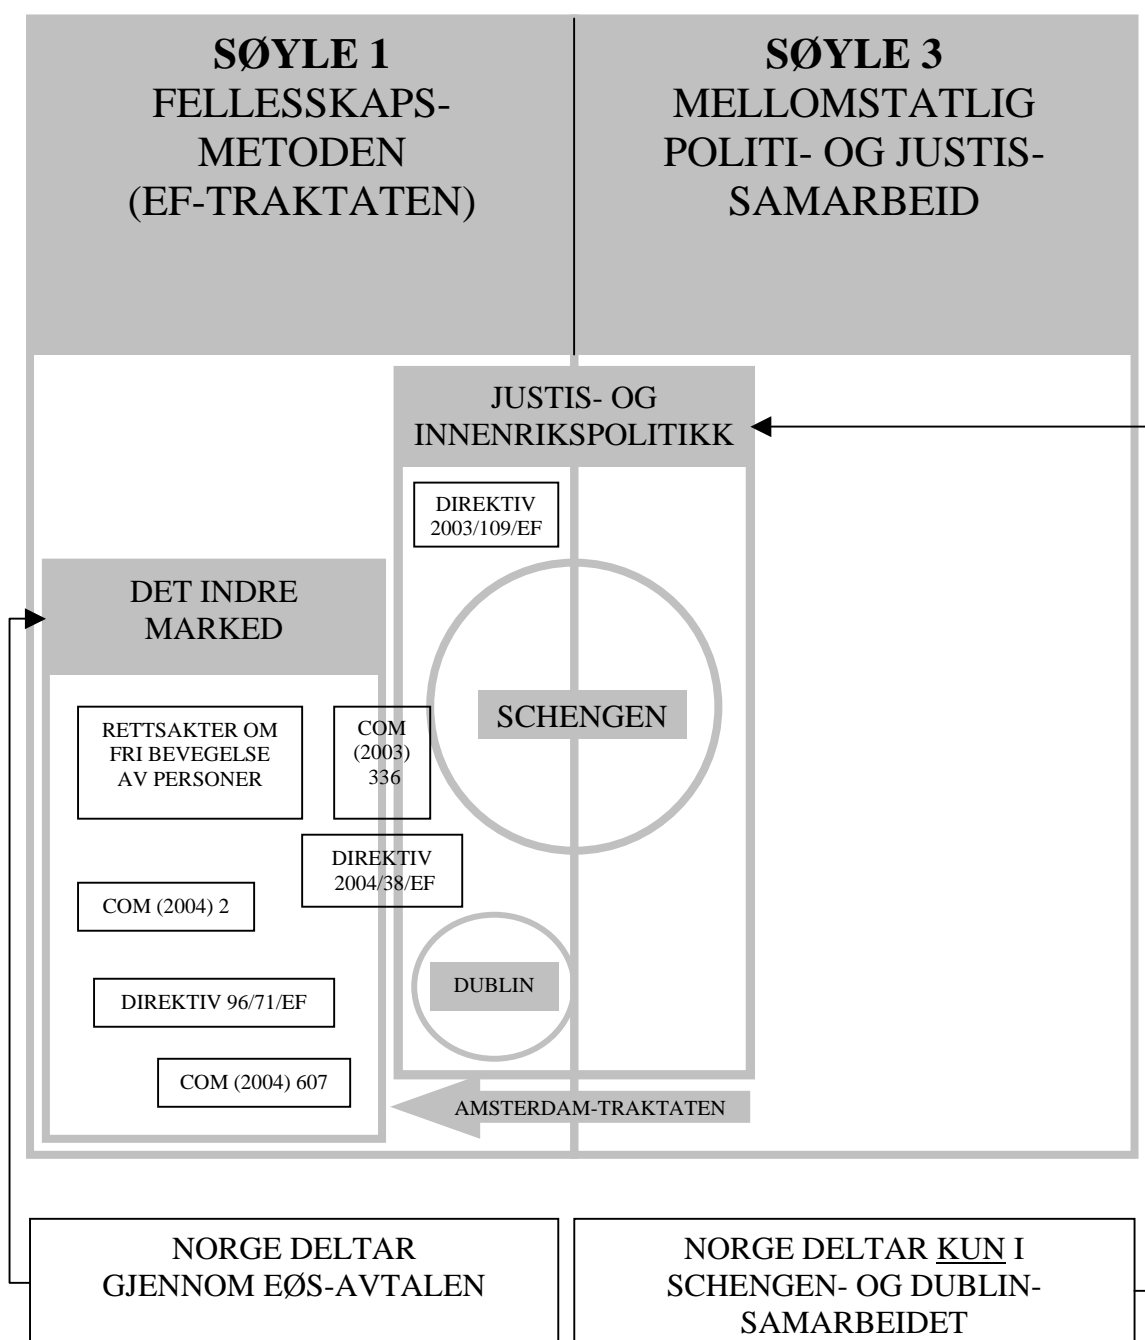 SØYLE 1
FELLESSKAPS-
METODEN
(EF-TRAKTATEN)
SØYLE 3
MELLOMSTATLIG
POLITI- OG JUSTIS-
SAMARBEID
JUSTIS- OG
INNENRIKSPOLITIKK
DIREKTIV
2003/109/EF
DET INDRE
MARKED
SCHENGEN
RETTSAKTER OM
FRI BEVEGELSE
AV PERSONER
COM
(2003)
336
DIREKTIV
2004/38/EF
COM (2004) 2
DUBLIN
DIREKTIV 96/71/EF
COM (2004) 607
AMSTERDAM-TRAKTATEN
NORGE DELTAR
GJENNOM EØS-AVTALEN
NORGE DELTAR KUN I
SCHENGEN- OG DUBLIN-
SAMARBEIDET